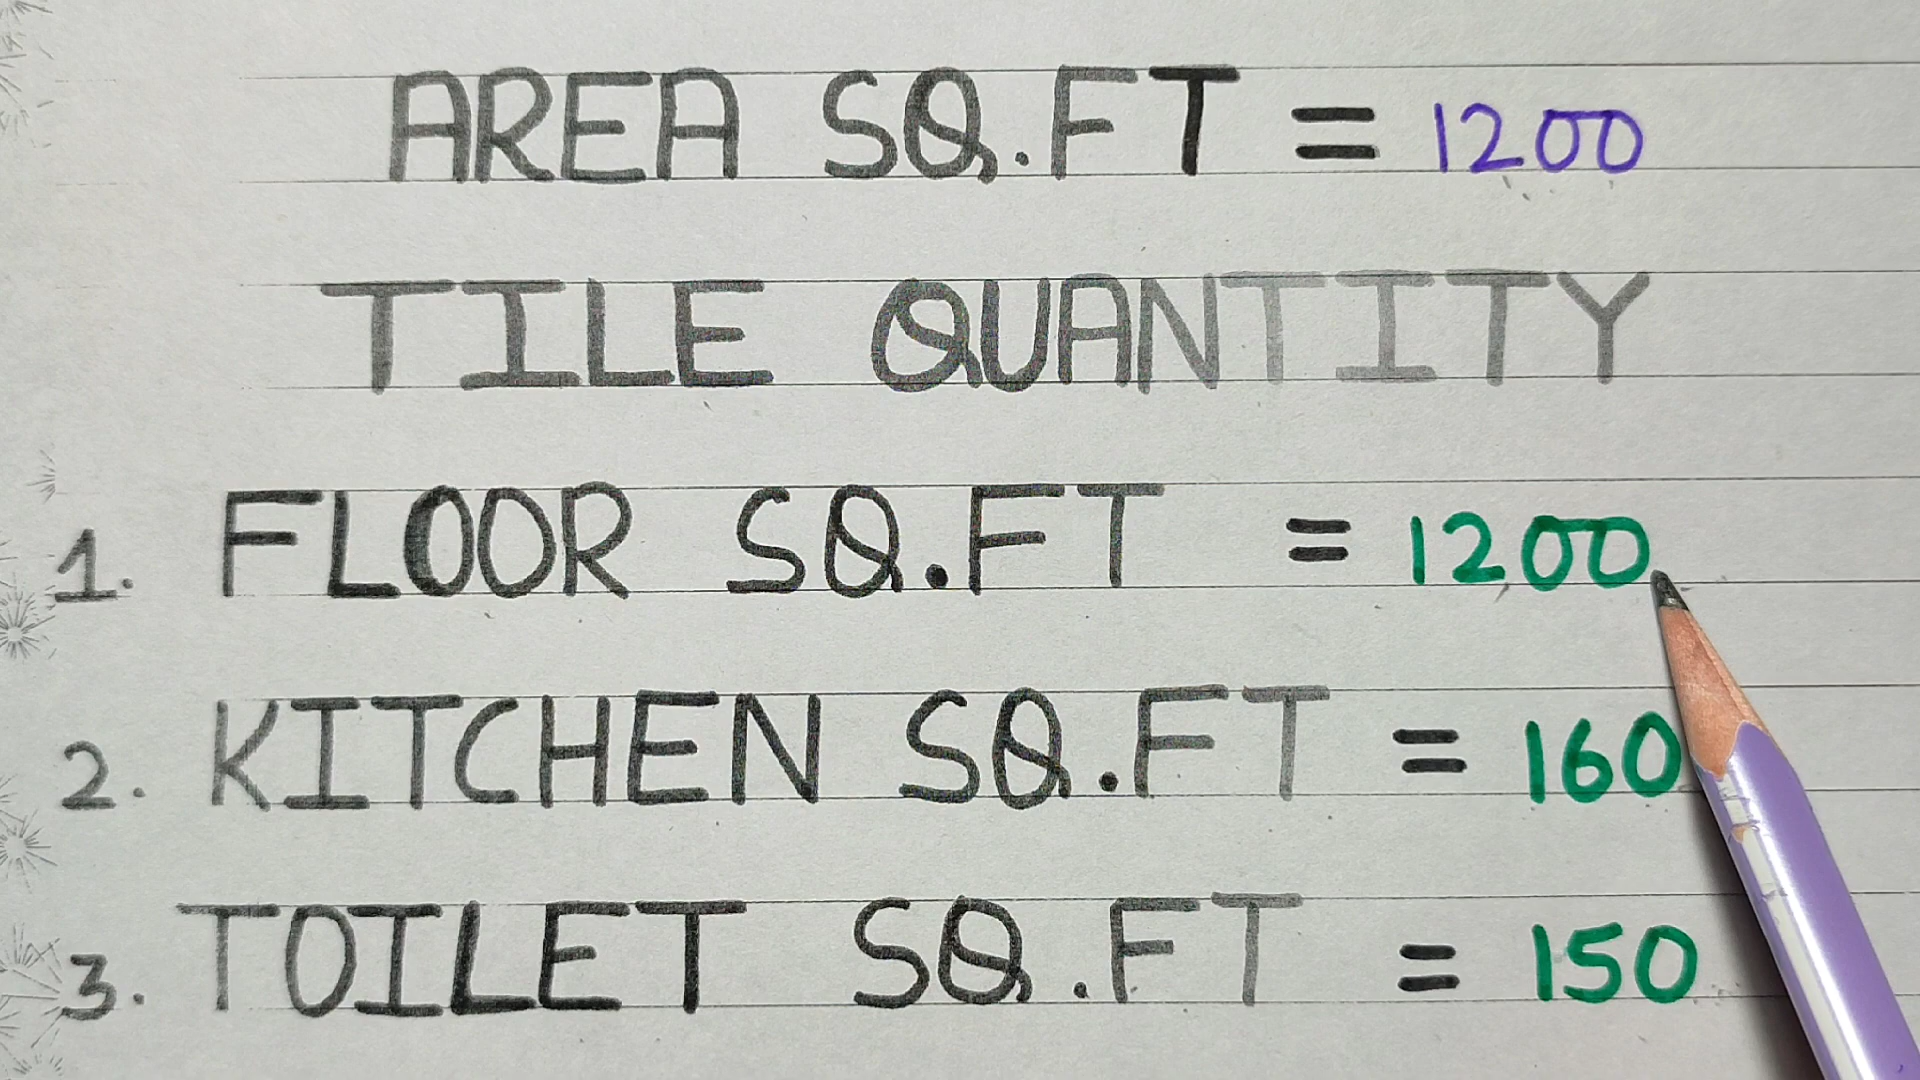 AREA SQ.FT = 1200
TILE QUANTITY
1. FLOOR SQ.FT = 1200
2. KITCHEN SQ.FT = 160
3. TOILET SQ.FT = 150